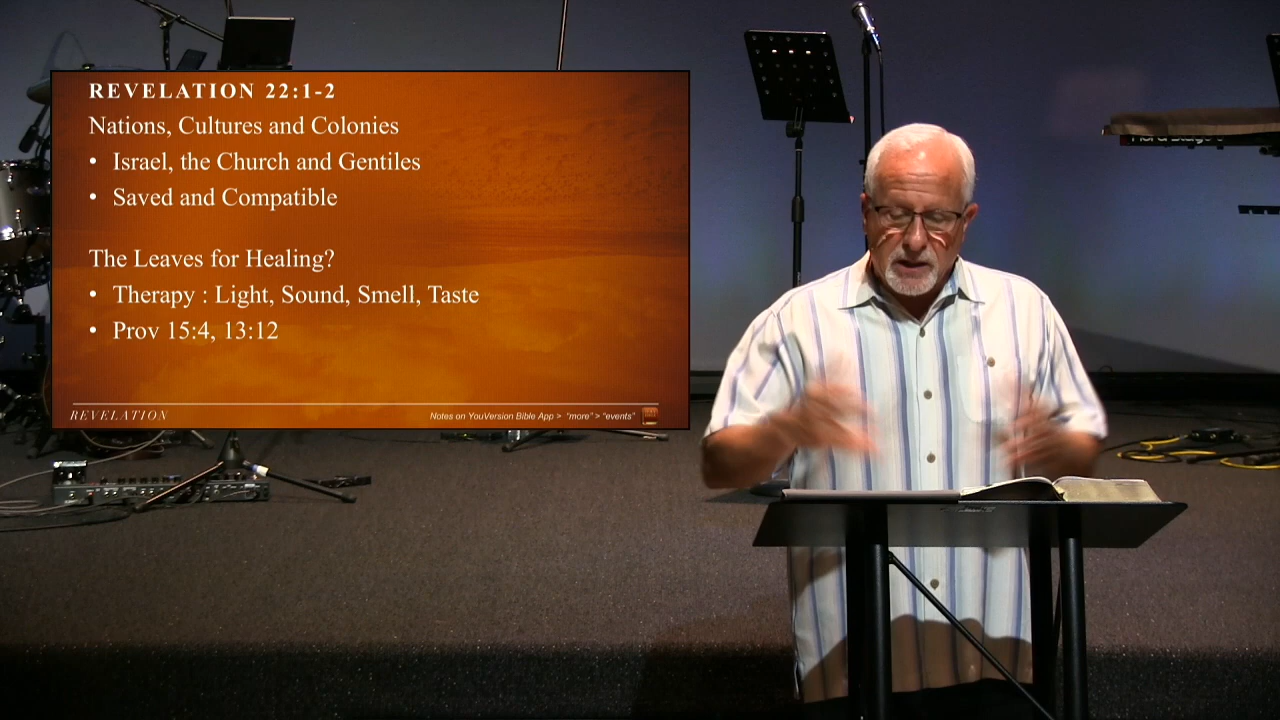 REVELATION 22:1-2
Nations, Cultures and Colonies
• Israel, the Church and Gentiles
• Saved and Compatible
The Leaves for Healing?
• Therapy : Light, Sound, Smell, Taste
• Prov 15:4, 13:12
REVELATION
Notes on YouVersion Bible App > "more" > "events"